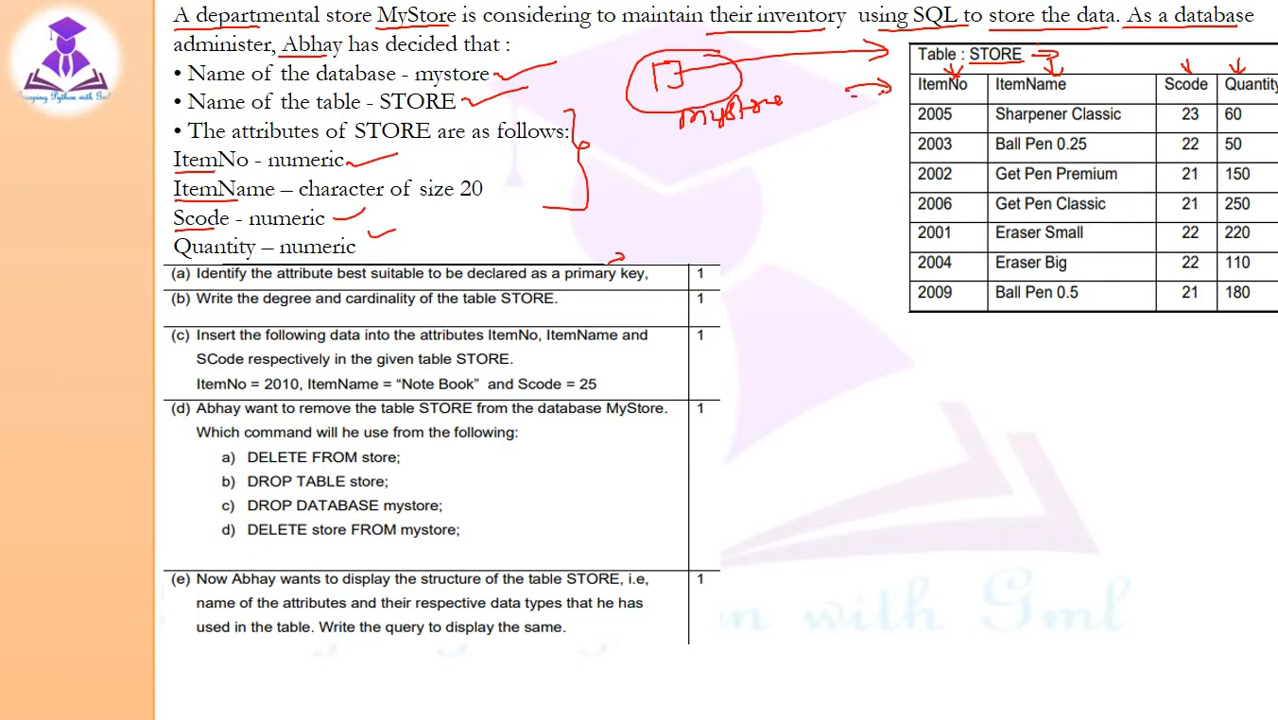 A departmental store MyStore is considering to maintain their inventory using SQL to store the data. As a database
administer, Abhay has decided that :
• Name of the database - mystore
• Name of the table - STORE
• The attributes of STORE are as follows:
ItemNo - numeric
ItemName – character of size 20
Scode - numeric
Quantity – numeric
mystore
Table : STORE
ItemNo ItemName Scode Quantity
2005 Sharpener Classic 23 60
2003 Ball Pen 0.25 22 50
2002 Get Pen Premium 21 150
2006 Get Pen Classic 21 250
2001 Eraser Small 22 220
2004 Eraser Big 22 110
2009 Ball Pen 0.5 21 180
(a) Identify the attribute best suitable to be declared as a primary key, 1
(b) Write the degree and cardinality of the table STORE. 1
(c) Insert the following data into the attributes ItemNo, ItemName and 1
SCode respectively in the given table STORE.
ItemNo = 2010, ItemName = “Note Book” and Scode = 25
(d) Abhay want to remove the table STORE from the database MyStore. 1
Which command will he use from the following:
a) DELETE FROM store;
b) DROP TABLE store;
c) DROP DATABASE mystore;
d) DELETE store FROM mystore;
(e) Now Abhay wants to display the structure of the table STORE, i.e, 1
name of the attributes and their respective data types that he has
used in the table. Write the query to display the same.
with Gml